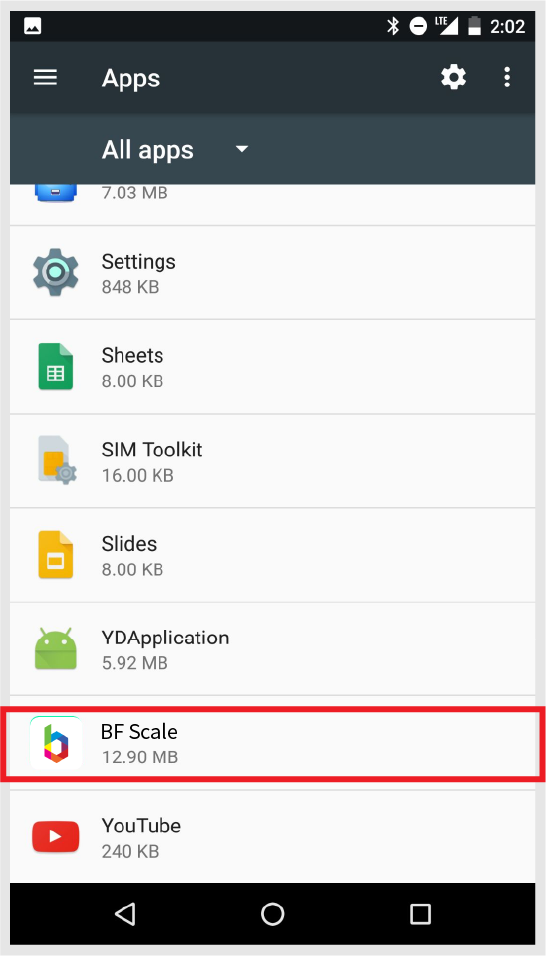 LTE 2:02
Apps
All apps
7.03 MB
Settings
848 KB
Sheets
8.00 KB
SIM Toolkit
16.00 KB
Slides
8.00 KB
YDApplication
5.92 MB
BF Scale
12.90 MB
YouTube
240 KB